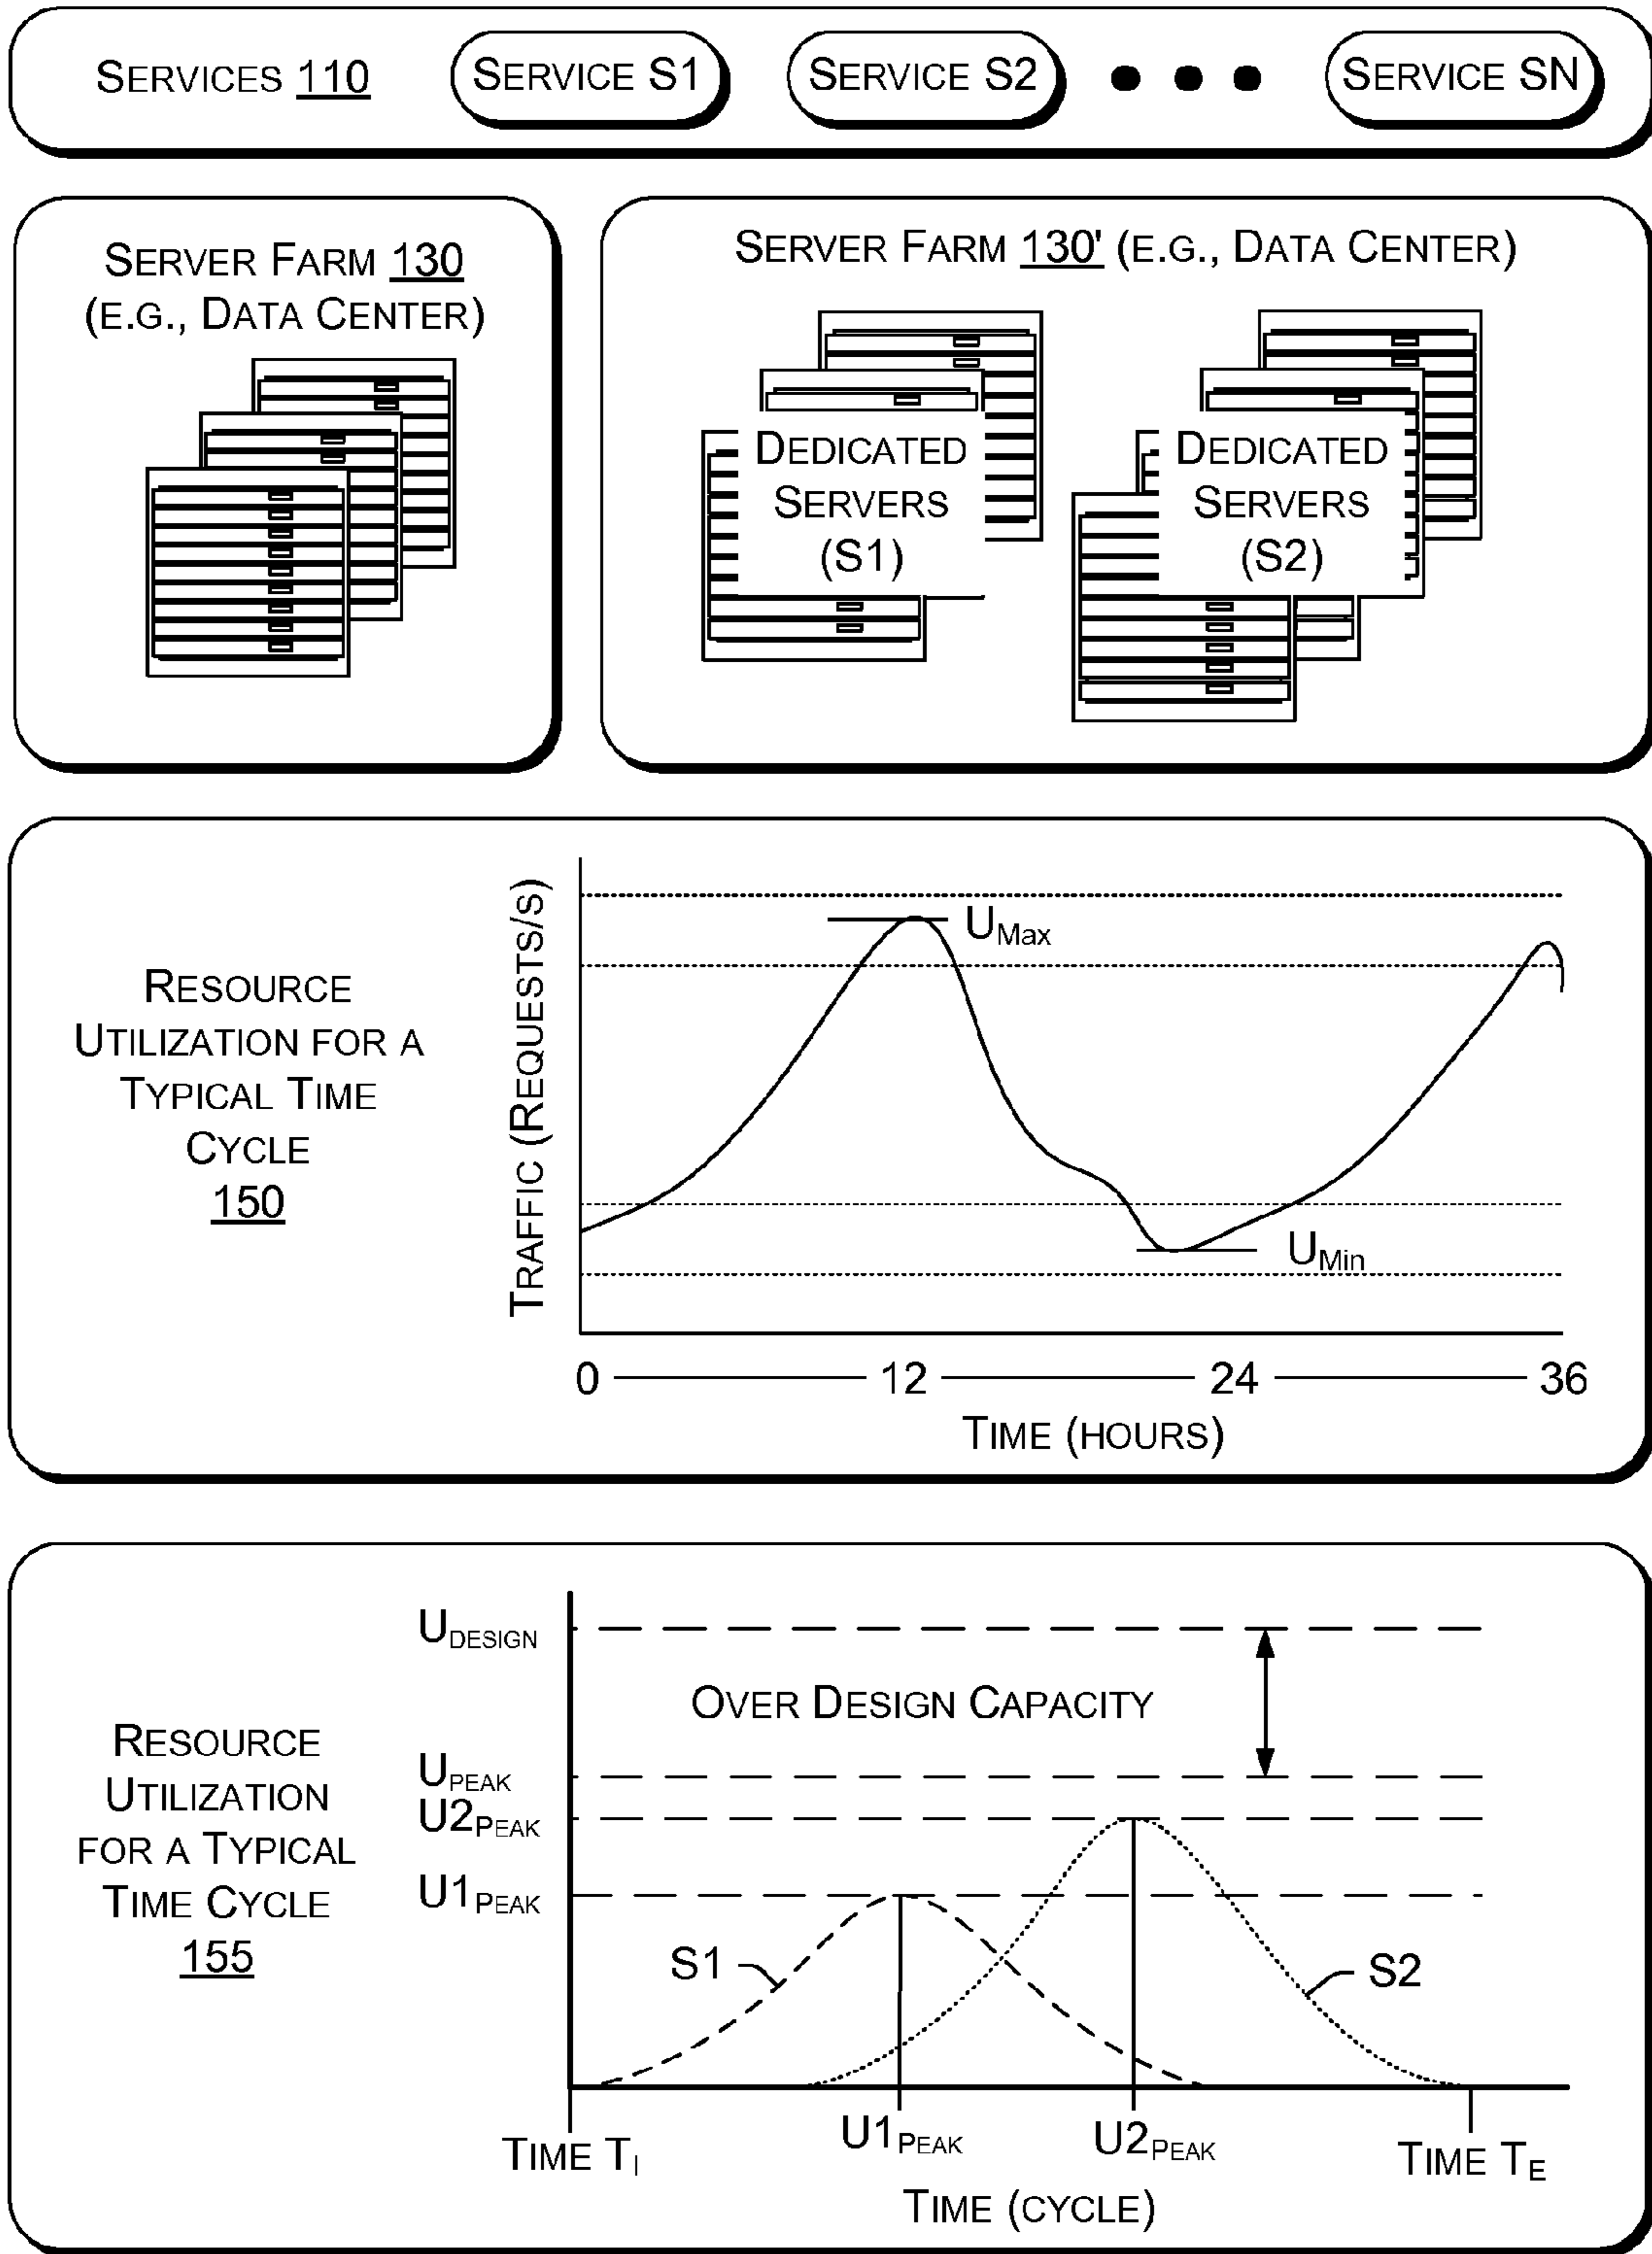 SERVICES 110
SERVICE S1
SERVICE S2
SERVICE SN
SERVER FARM 130
(E.G., DATA CENTER)
SERVER FARM 130' (E.G., DATA CENTER)
DEDICATED
SERVERS
(S1)
DEDICATED
SERVERS
(S2)
RESOURCE
UTILIZATION FOR A
TYPICAL TIME
CYCLE
150
TRAFFIC (REQUESTS/S)
UMax
UMin
0
12
24
36
TIME (HOURS)
RESOURCE
UTILIZATION
FOR A TYPICAL
TIME CYCLE
155
UDESIGN
OVER DESIGN CAPACITY
UPEAK
U2PEAK
U1PEAK
S1
S2
TIME TI
U1PEAK
U2PEAK
TIME TE
TIME (CYCLE)